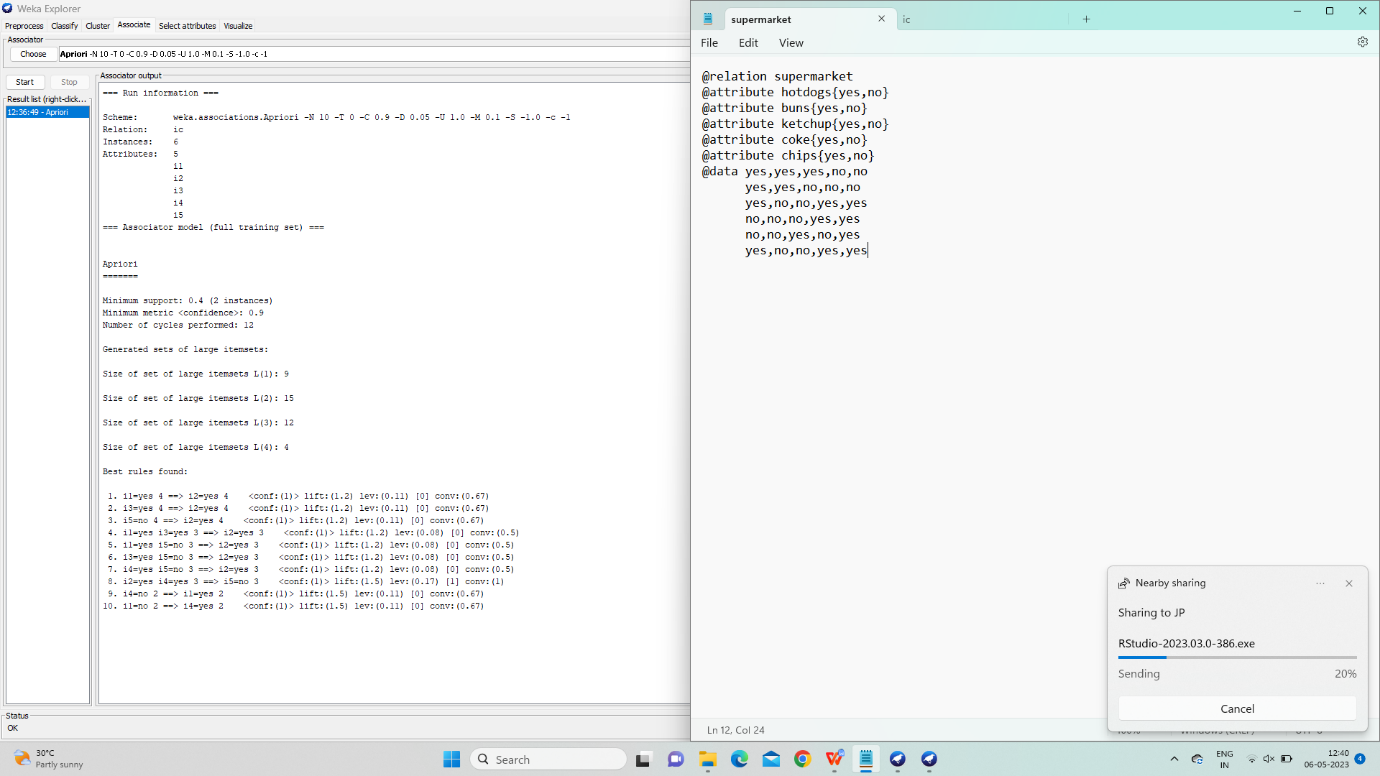 Weka Explorer
Preprocess Classify Cluster Associate Select attributes Visualize
Associator
Choose Apriori -N 10 -T 0 -C 0.9 -D 0.05 -U 1.0 -M 0.1 -S -1.0 -c -1
Start Stop
Result list (right-click...
12:36:49 - Apriori
Associator output
=== Run information ===
Scheme: weka.associations.Apriori -N 10 -T 0 -C 0.9 -D 0.05 -U 1.0 -M 0.1 -S -1.0 -c -1
Relation: ic
Instances: 6
Attributes: 5
i1
i2
i3
i4
i5
=== Associator model (full training set) ===
Apriori
=======
Minimum support: 0.4 (2 instances)
Minimum metric <confidence>: 0.9
Number of cycles performed: 12
Generated sets of large itemsets:
Size of set of large itemsets L(1): 9
Size of set of large itemsets L(2): 15
Size of set of large itemsets L(3): 12
Size of set of large itemsets L(4): 4
Best rules found:
1. i1=yes 4 ==> i2=yes 4 <conf:(1)> lift:(1.2) lev:(0.11) [0] conv:(0.67)
2. i3=yes 4 ==> i2=yes 4 <conf:(1)> lift:(1.2) lev:(0.11) [0] conv:(0.67)
3. i5=no 4 ==> i2=yes 4 <conf:(1)> lift:(1.2) lev:(0.11) [0] conv:(0.67)
4. i1=yes i3=yes 3 ==> i2=yes 3 <conf:(1)> lift:(1.2) lev:(0.08) [0] conv:(0.5)
5. i1=yes i5=no 3 ==> i2=yes 3 <conf:(1)> lift:(1.2) lev:(0.08) [0] conv:(0.5)
6. i3=yes i5=no 3 ==> i2=yes 3 <conf:(1)> lift:(1.2) lev:(0.08) [0] conv:(0.5)
7. i4=yes i5=no 3 ==> i2=yes 3 <conf:(1)> lift:(1.2) lev:(0.08) [0] conv:(0.5)
8. i2=yes i4=yes 3 ==> i5=no 3 <conf:(1)> lift:(1.5) lev:(0.17) [1] conv:(1)
9. i4=no 2 ==> i1=yes 2 <conf:(1)> lift:(1.5) lev:(0.11) [0] conv:(0.67)
10. i1=no 2 ==> i4=yes 2 <conf:(1)> lift:(1.5) lev:(0.11) [0] conv:(0.67)
Status
OK
supermarket ic
File Edit View
@relation supermarket
@attribute hotdogs{yes,no}
@attribute buns{yes,no}
@attribute ketchup{yes,no}
@attribute coke{yes,no}
@attribute chips{yes,no}
@data yes,yes,yes,no,no
yes,yes,no,no,no
yes,no,no,yes,yes
no,no,no,yes,yes
no,no,yes,no,yes
yes,no,no,yes,yes
Ln 12, Col 24
Nearby sharing
Sharing to JP
RStudio-2023.03.0-386.exe
Sending 20%
Cancel
30°C
Partly sunny
Search
ENG
IN
12:40
06-05-2023
4